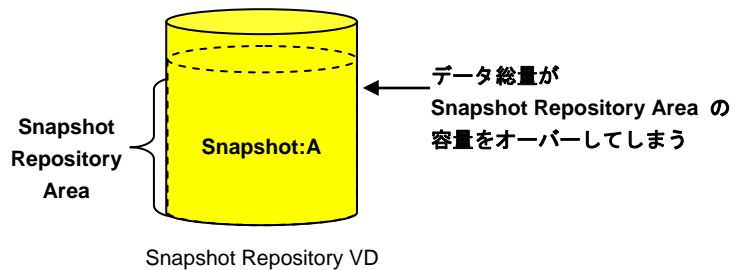 Snapshot
Repository
Area
Snapshot:A
データ総量が
Snapshot Repository Area の
容量をオーバーしてしまう
Snapshot Repository VD